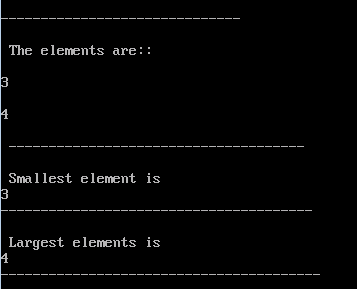 ------------------------------
The elements are::
3
4
-------------------------------------
Smallest element is
3
---------------------------------------
Largest elements is
4
----------------------------------------